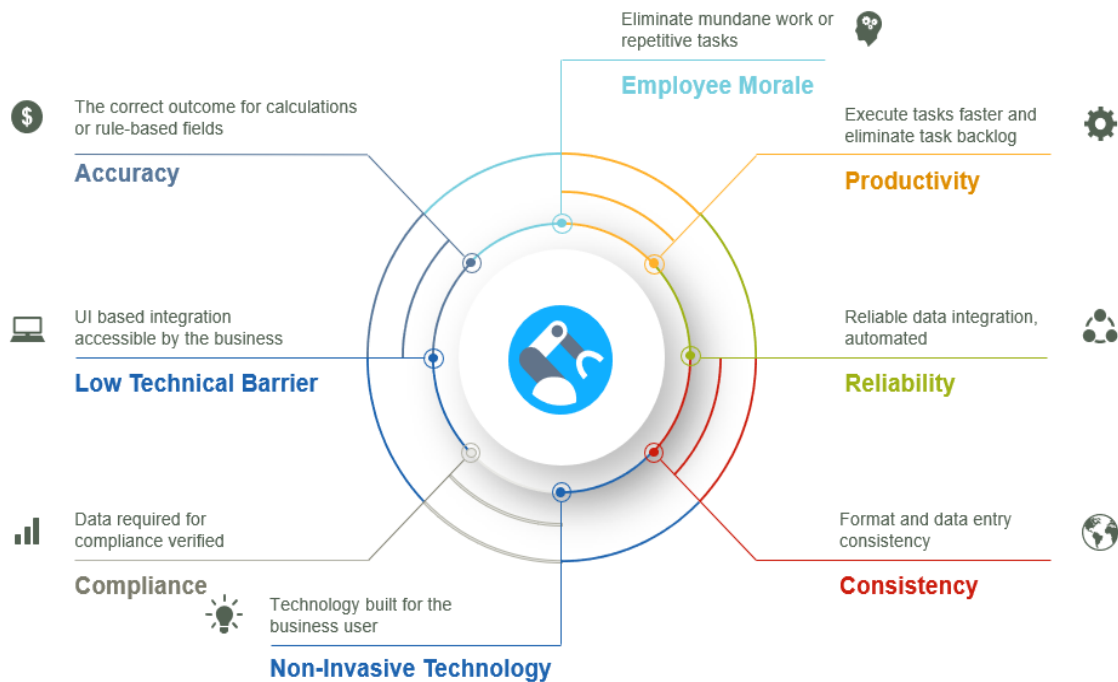 Eliminate mundane work or
repetitive tasks
Employee Morale
The correct outcome for calculations
or rule-based fields
Accuracy
Execute tasks faster and
eliminate task backlog
Productivity
UI based integration
accessible by the business
Low Technical Barrier
Reliable data integration,
automated
Reliability
Data required for
compliance verified
Compliance
Format and data entry
consistency
Consistency
Technology built for the
business user
Non-Invasive Technology